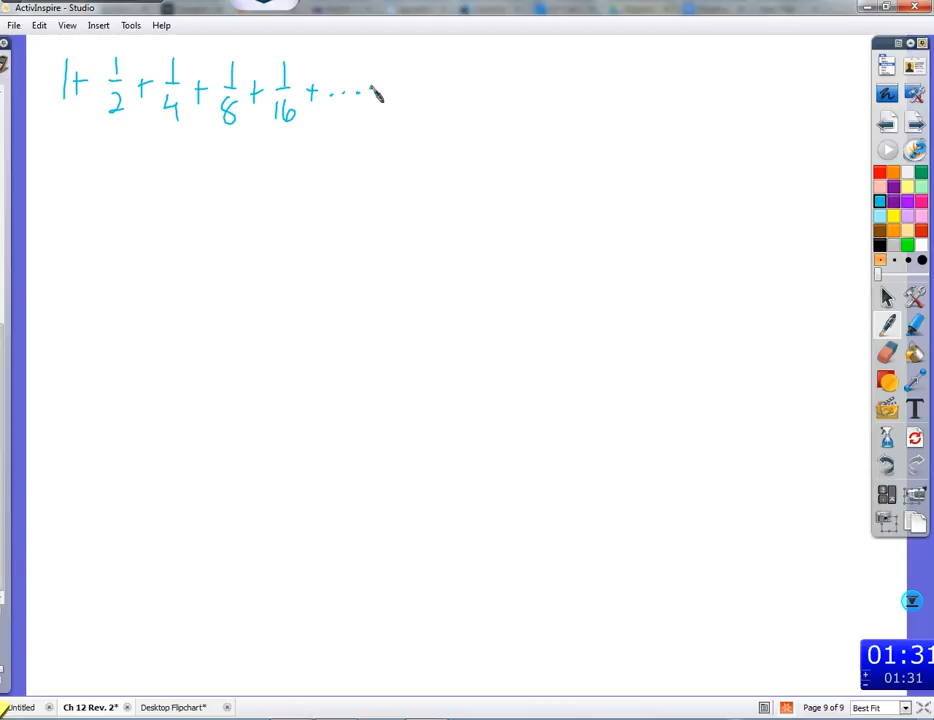 ActivInspire - Studio
File Edit View Insert Tools Help
1 + 1/2 + 1/4 + 1/8 + 1/16 + ....
01:31
01:31
Untitled Ch 12 Rev. 2* Desktop Flipchart* Page 9 of 9 Best Fit